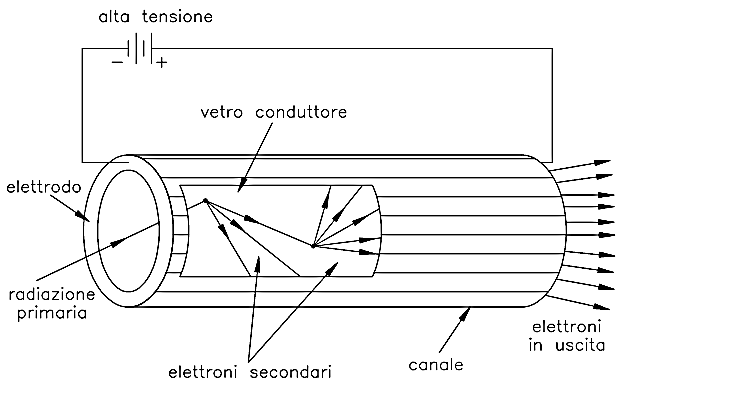 alta tensione
− +
vetro conduttore
elettrodo
radiazione
primaria
elettroni secondari
canale
elettroni
in uscita